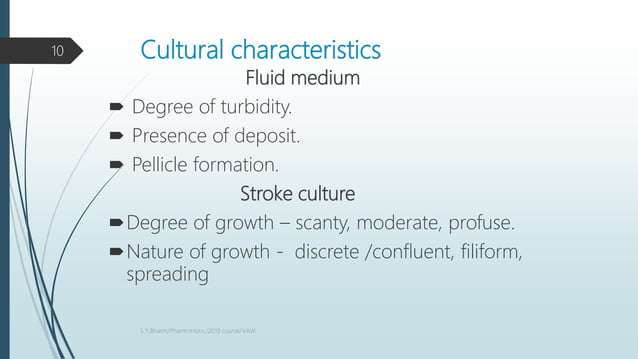 10
Cultural characteristics
Fluid medium
Degree of turbidity.
Presence of deposit.
Pellicle formation.
Stroke culture
Degree of growth – scanty, moderate, profuse.
Nature of growth - discrete /confluent, filiform,
spreading